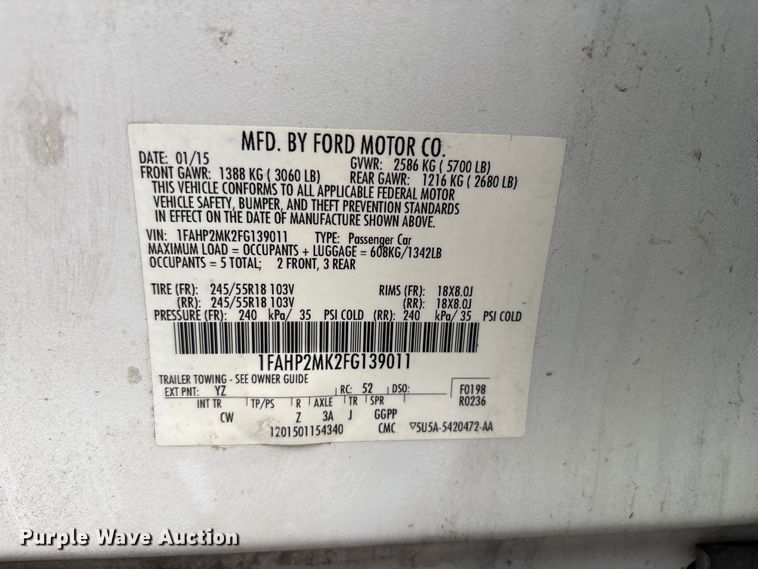 MFD. BY FORD MOTOR CO.
DATE: 01/15 GVWR: 2586 KG ( 5700 LB)
FRONT GAWR: 1388 KG ( 3060 LB) REAR GAWR: 1216 KG ( 2680 LB)
THIS VEHICLE CONFORMS TO ALL APPLICABLE FEDERAL MOTOR
VEHICLE SAFETY, BUMPER, AND THEFT PREVENTION STANDARDS
IN EFFECT ON THE DATE OF MANUFACTURE SHOWN ABOVE.
VIN: 1FAHP2MK2FG139011 TYPE: Passenger Car
MAXIMUM LOAD = OCCUPANTS + LUGGAGE = 608KG/1342LB
OCCUPANTS = 5 TOTAL; 2 FRONT, 3 REAR
TIRE (FR): 245/55R18 103V RIMS (FR): 18X8.0J
(RR): 245/55R18 103V (RR): 18X8.0J
PRESSURE (FR): 240 kPa/ 35 PSI COLD (RR): 240 kPa/ 35 PSI COLD
1FAHP2MK2FG139011
TRAILER TOWING - SEE OWNER GUIDE
EXT PNT: YZ RC: 52 DSO: F0198
INT TR TP/PS R AXLE TR SPR R0236
CW Z 3A J GGPP
1201501154340 CMC 5U5A-5420472-AA
Purple Wave Auction